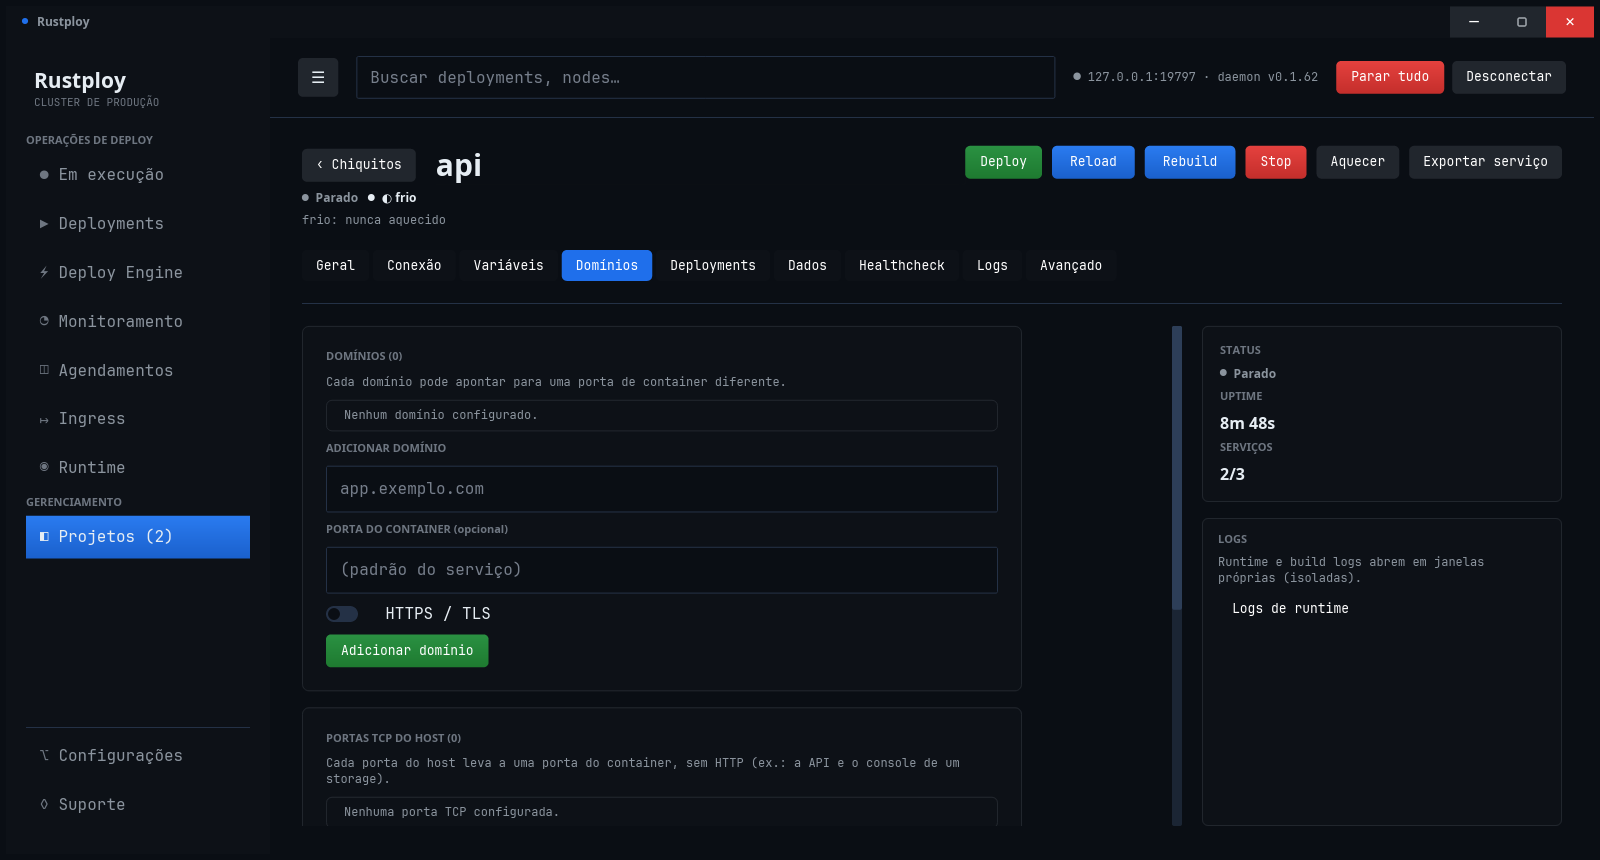 Rustploy
Rustploy
CLUSTER DE PRODUÇÃO
OPERAÇÕES DE DEPLOY
Em execução
Deployments
Deploy Engine
Monitoramento
Agendamentos
Ingress
Runtime
GERENCIAMENTO
Projetos (2)
Configurações
Suporte
☰ Buscar deployments, nodes… ● 127.0.0.1:19797 · daemon v0.1.62 Parar tudo Desconectar
‹ Chiquitos api Deploy Reload Rebuild Stop Aquecer Exportar serviço
● Parado ● ◐ frio
frio: nunca aquecido
Geral Conexão Variáveis Domínios Deployments Dados Healthcheck Logs Avançado
DOMÍNIOS (0)
Cada domínio pode apontar para uma porta de container diferente.
Nenhum domínio configurado.
ADICIONAR DOMÍNIO
app.exemplo.com
PORTA DO CONTAINER (opcional)
(padrão do serviço)
HTTPS / TLS
Adicionar domínio
PORTAS TCP DO HOST (0)
Cada porta do host leva a uma porta do container, sem HTTP (ex.: a API e o console de um
storage).
Nenhuma porta TCP configurada.
STATUS
● Parado
UPTIME
8m 48s
SERVIÇOS
2/3
LOGS
Runtime e build logs abrem em janelas
próprias (isoladas).
Logs de runtime